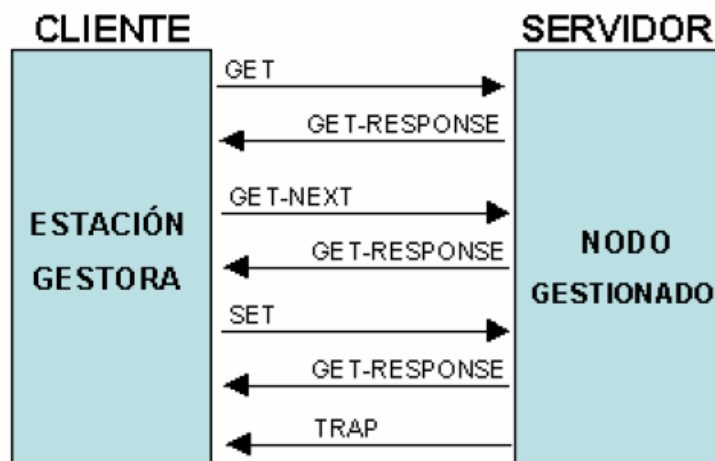 CLIENTE
SERVIDOR
GET
GET-RESPONSE
GET-NEXT
GET-RESPONSE
SET
GET-RESPONSE
TRAP
ESTACIÓN
GESTORA
NODO
GESTIONADO